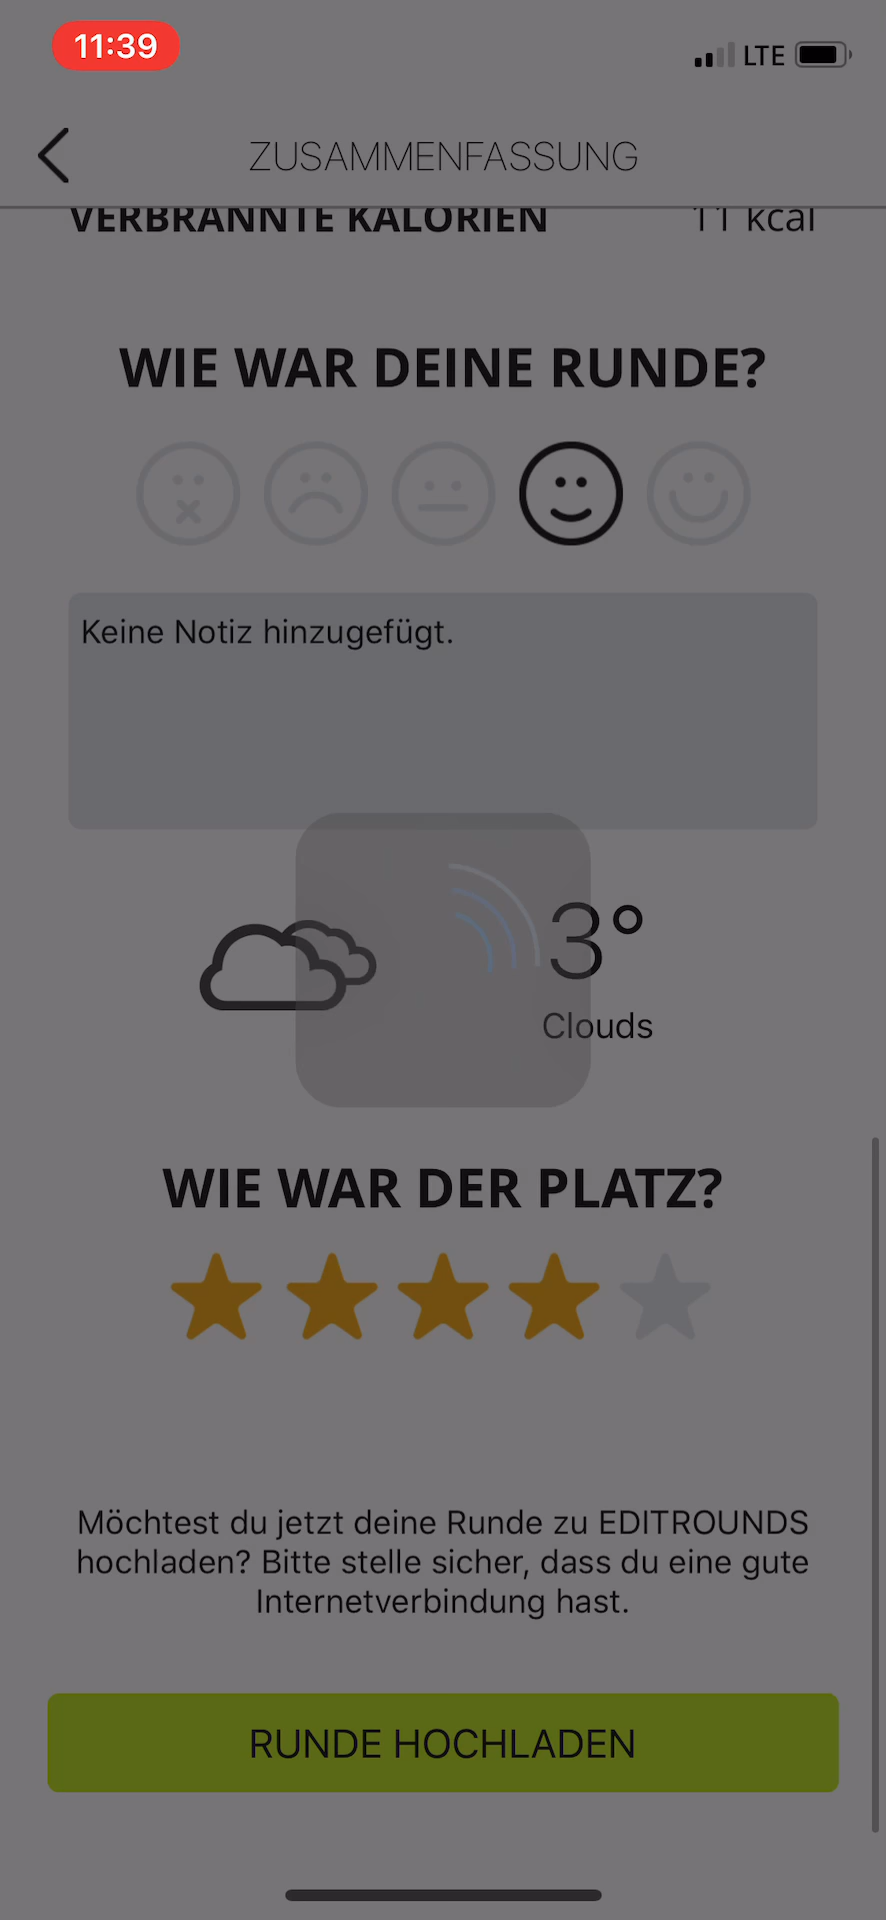 11:39
LTE
ZUSAMMENFASSUNG
VERBRANNTE KALORIEN 11 kcal
WIE WAR DEINE RUNDE?
Keine Notiz hinzugefügt.
3°
Clouds
WIE WAR DER PLATZ?
Möchtest du jetzt deine Runde zu EDITROUNDS
hochladen? Bitte stelle sicher, dass du eine gute
Internetverbindung hast.
RUNDE HOCHLADEN